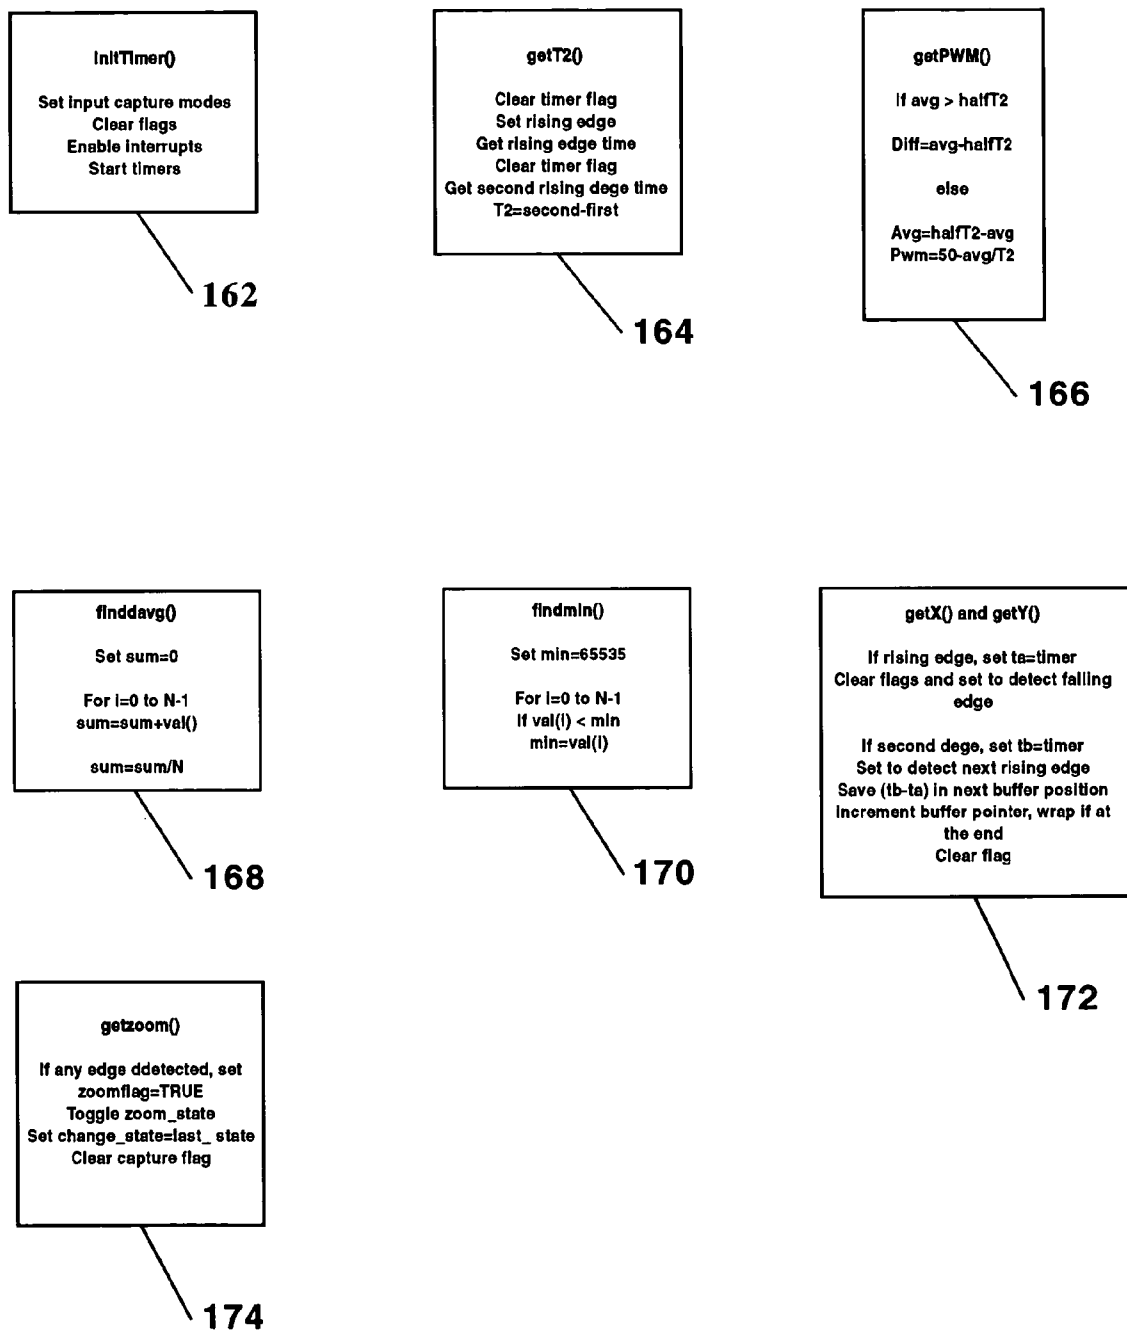 initTimer()
Set input capture modes
Clear flags
Enable interrupts
Start timers
162
getT2()
Clear timer flag
Set rising edge
Get rising edge time
Clear timer flag
Get second rising dege time
T2=second-first
164
getPWM()
If avg > halfT2
Diff=avg-halfT2
else
Avg=halfT2-avg
Pwm=50-avg/T2
166
finddavg()
Set sum=0
For i=0 to N-1
sum=sum+val()
sum=sum/N
168
findmin()
Set min=65535
For i=0 to N-1
If val(i) < min
min=val(i)
170
getX() and getY()
If rising edge, set ta=timer
Clear flags and set to detect falling
edge
If second dege, set tb=timer
Set to detect next rising edge
Save (tb-ta) in next buffer position
Increment buffer pointer, wrap if at
the end
Clear flag
172
getzoom()
If any edge ddetected, set
zoomflag=TRUE
Toggle zoom_state
Set change_state=last_ state
Clear capture flag
174